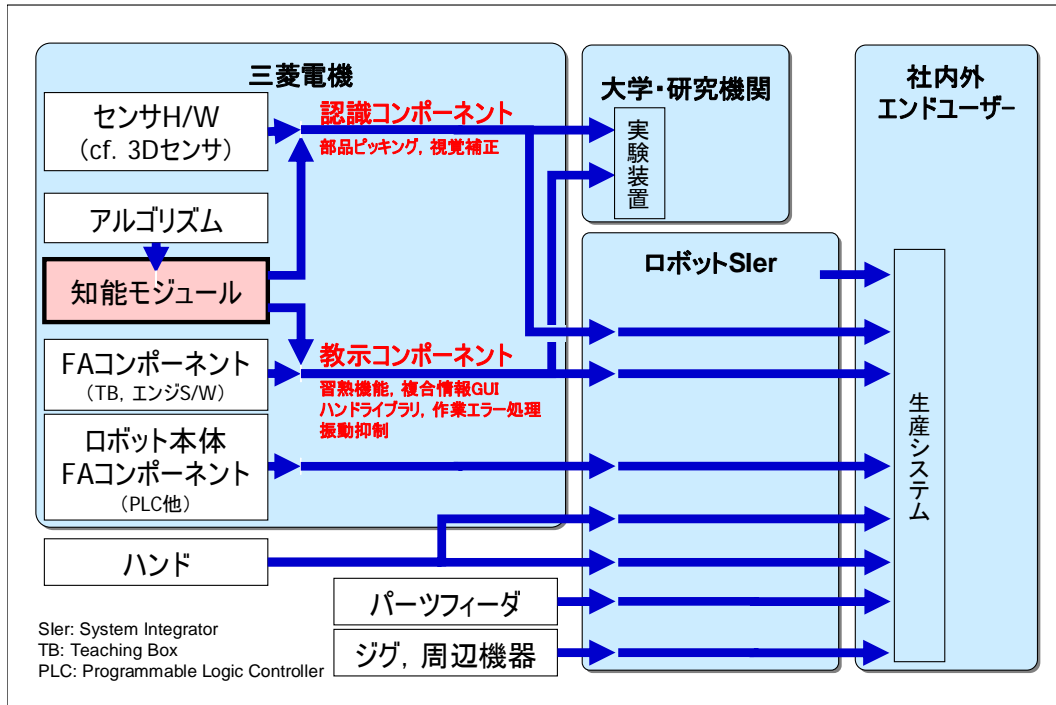 三菱電機
センサH/W
（cf. 3Dセンサ）
アルゴリズム
知能モジュール
FAコンポーネント
（TB, エンジS/W）
ロボット本体
FAコンポーネント
（PLC他）
ハンド
認識コンポーネント
部品ピッキング, 視覚補正
教示コンポーネント
習熟機能, 複合情報GUI
ハンドライブラリ, 作業エラー処理
振動抑制
パーツフィーダ
ジグ, 周辺機器
大学・研究機関
実験装置
ロボットSIer
社内外
エンドユーザー
生産システム
SIer: System Integrator
TB: Teaching Box
PLC: Programmable Logic Controller